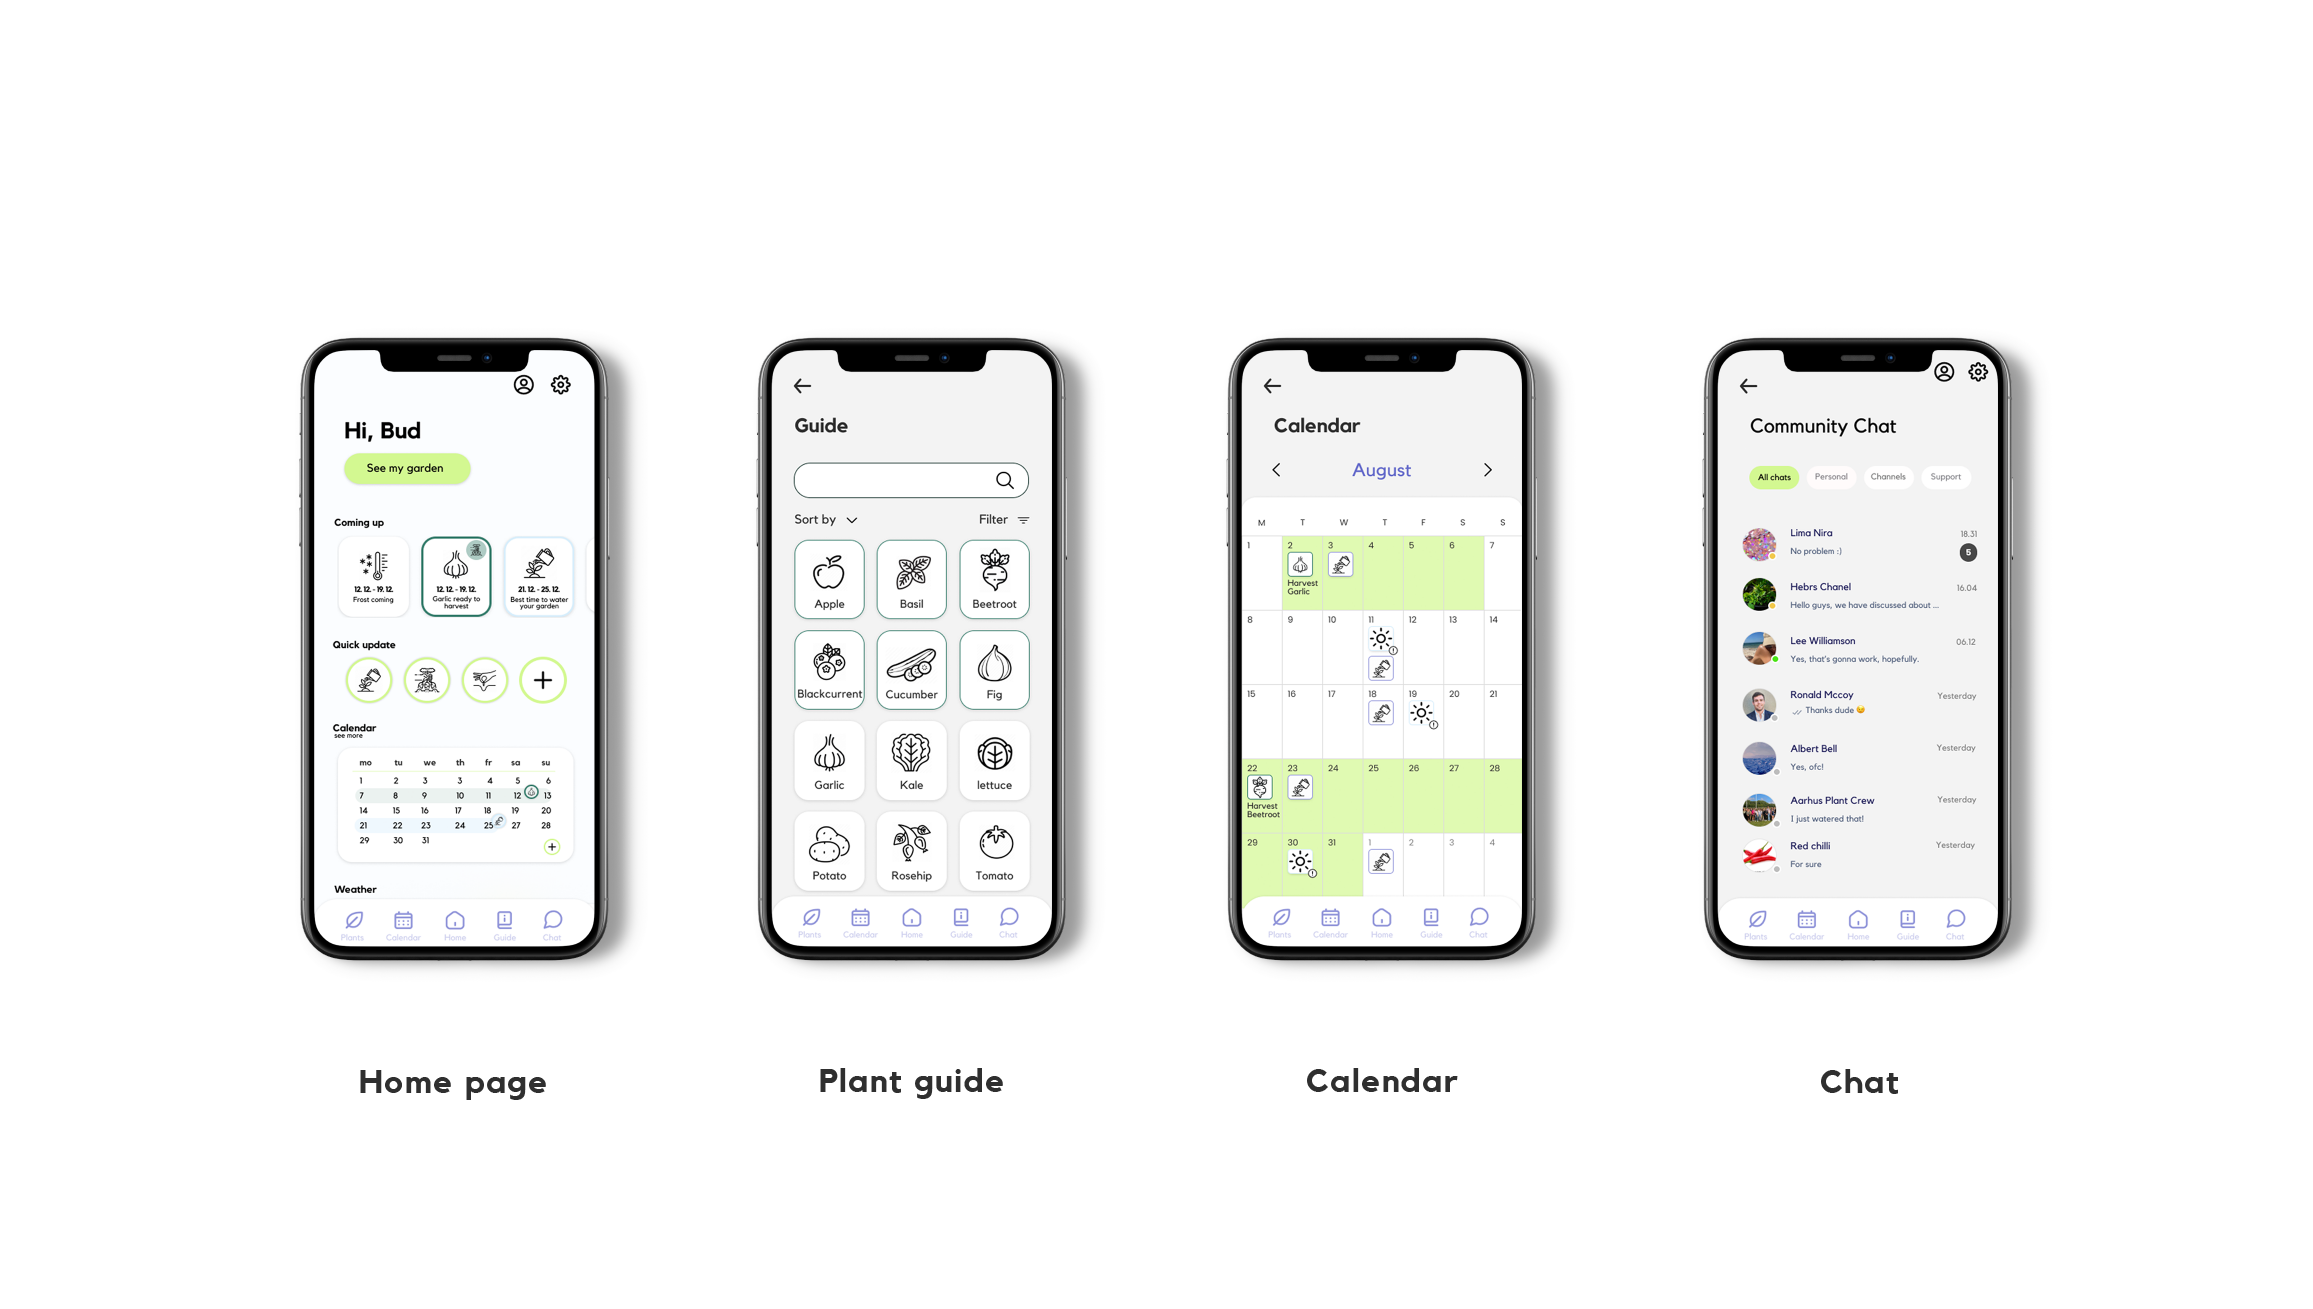 Hi, Bud
See my garden
Coming up
12. 12. - 19. 12.
Frost coming
12. 12. - 19. 12.
Garlic ready to
harvest
21. 12. - 25. 12.
Best time to water
your garden
Quick update
Calendar
see more
mo tu we th fr sa su
1 2 3 3 4 5 6
7 8 9 10 11 12 13
14 15 16 17 18 19 20
21 22 23 24 25 27 28
29 30 31
Weather
Plants Calendar Home Guide Chat
Home page
Guide
Sort by
Filter
Apple Basil Beetroot
Blackcurrent Cucumber Fig
Garlic Kale lettuce
Potato Rosehip Tomato
Plants Calendar Home Guide Chat
Plant guide
Calendar
August
M T W T F S S
1 2 3 4 5 6 7
Harvest
Garlic
8 9 10 11 12 13 14
15 16 17 18 19 20 21
22 23 24 25 26 27 28
Harvest
Beetroot
29 30 31 1 2 3 4
Plants Calendar Home Guide Chat
Calendar
Community Chat
All chats Personal Channels Support
Lima Nira 18.31
No problem :) 5
Hebrs Chanel 16.04
Hello guys, we have discussed about ...
Lee Williamson 06.12
Yes, that's gonna work, hopefully.
Ronald Mccoy Yesterday
Thanks dude 😉
Albert Bell Yesterday
Yes, ofc!
Aarhus Plant Crew Yesterday
I just watered that!
Red chilli Yesterday
For sure
Plants Calendar Home Guide Chat
Chat